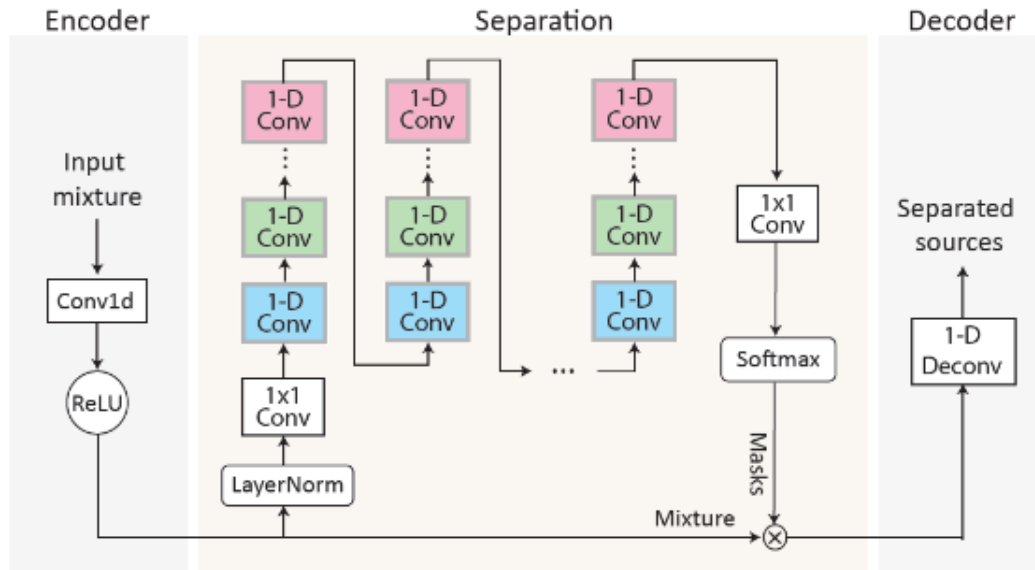 Encoder
Separation
Decoder
Input
mixture
Conv1d
ReLU
1-D
Conv
1-D
Conv
1-D
Conv
1x1
Conv
LayerNorm
1-D
Conv
1-D
Conv
1-D
Conv
...
1-D
Conv
1-D
Conv
1-D
Conv
1x1
Conv
Softmax
Masks
Mixture
Separated
sources
1-D
Deconv